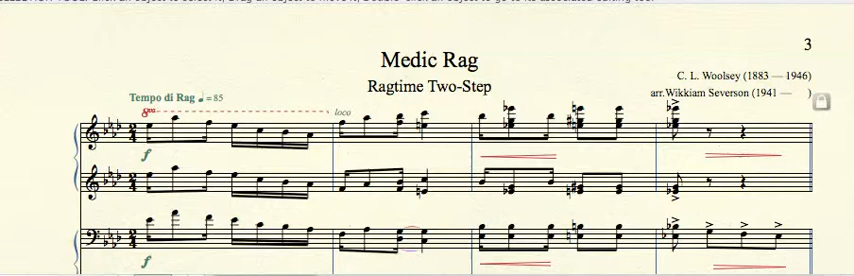 3
Medic Rag
Ragtime Two-Step
C. L. Woolsey (1883 — 1946)
arr.Wikkiam Severson (1941 — )
Tempo di Rag ♩=85
8va
loco
f
f